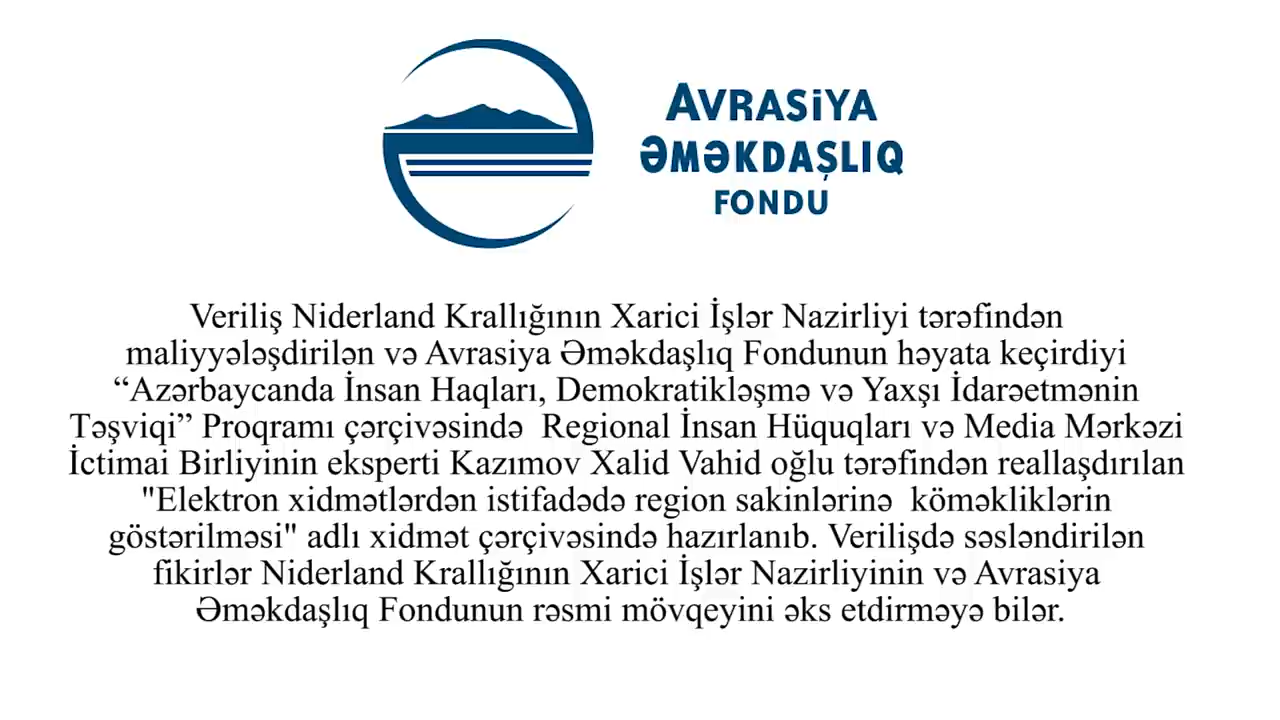 AVRASiYA
ƏMƏKDAŞLIQ
FONDU
Veriliş Niderland Krallığının Xarici İşlər Nazirliyi tərəfindən
maliyyələşdirilən və Avrasiya Əməkdaşlıq Fondunun həyata keçirdiyi
“Azərbaycanda İnsan Haqları, Demokratikləşmə və Yaxşı İdarəetmənin
Təşviqi” Proqramı çərçivəsində  Regional İnsan Hüquqları və Media Mərkəzi
İctimai Birliyinin eksperti Kazımov Xalid Vahid oğlu tərəfindən reallaşdırılan
"Elektron xidmətlərdən istifadədə region sakinlərinə  köməkliklərin
göstərilməsi" adlı xidmət çərçivəsində hazırlanıb. Verilişdə səsləndirilən
fikirlər Niderland Krallığının Xarici İşlər Nazirliyinin və Avrasiya
Əməkdaşlıq Fondunun rəsmi mövqeyini əks etdirməyə bilər.